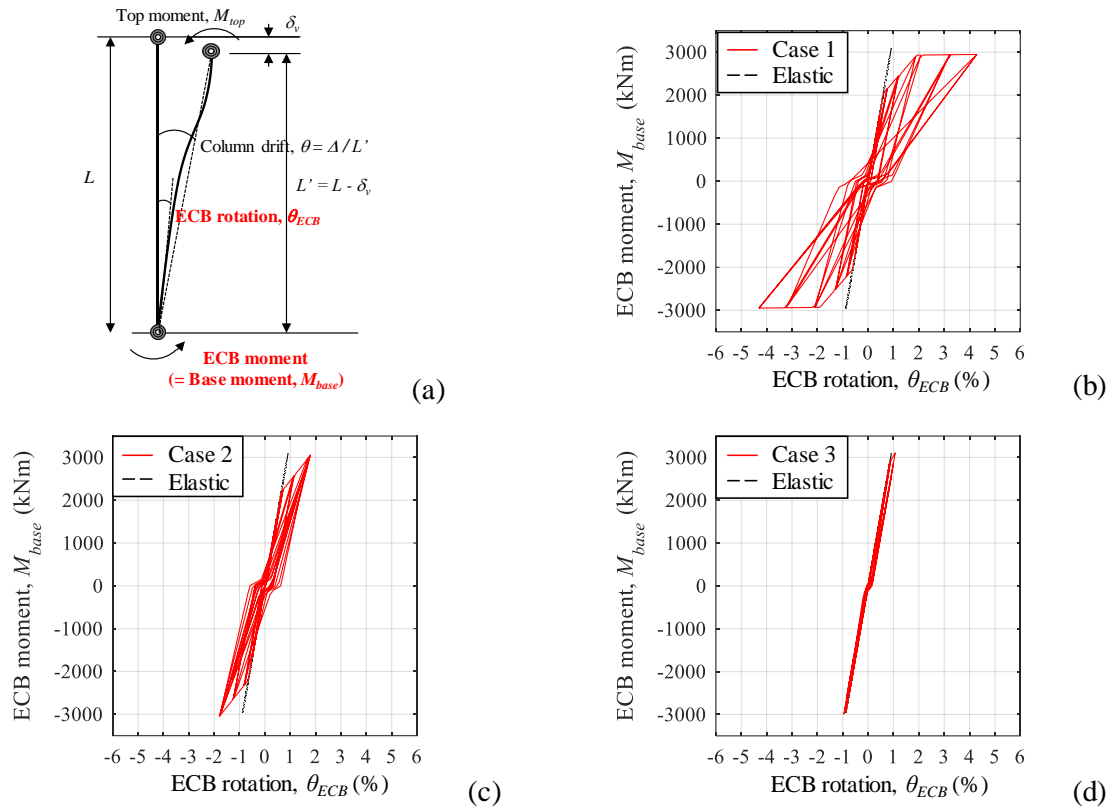 Top moment, M_top
δ_v
L
Column drift, θ = Δ / L'
L' = L - δ_v
ECB rotation, θ_ECB
ECB moment
(= Base moment, M_base)
(a)
Case 1
Elastic
3000
2000
1000
0
-1000
-2000
-3000
ECB moment, M_base (kNm)
-6 -5 -4 -3 -2 -1 0 1 2 3 4 5 6
ECB rotation, θ_ECB (%)
(b)
Case 2
Elastic
3000
2000
1000
0
-1000
-2000
-3000
ECB moment, M_base (kNm)
-6 -5 -4 -3 -2 -1 0 1 2 3 4 5 6
ECB rotation, θ_ECB (%)
(c)
Case 3
Elastic
3000
2000
1000
0
-1000
-2000
-3000
ECB moment, M_base (kNm)
-6 -5 -4 -3 -2 -1 0 1 2 3 4 5 6
ECB rotation, θ_ECB (%)
(d)